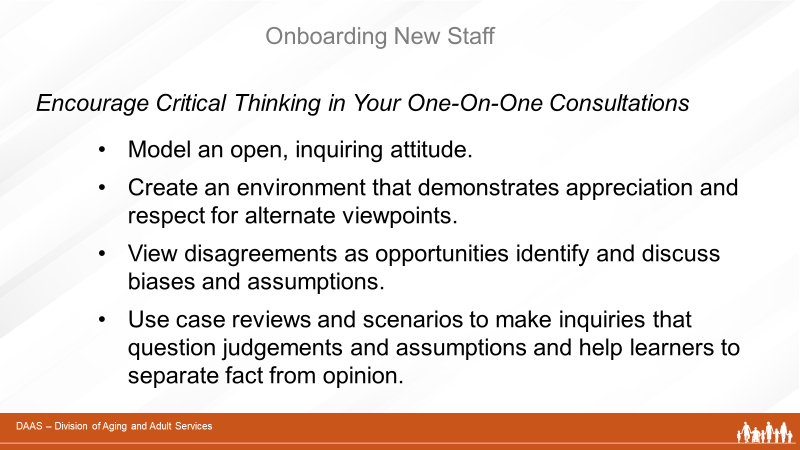 Onboarding New Staff
Encourage Critical Thinking in Your One-On-One Consultations
• Model an open, inquiring attitude.
• Create an environment that demonstrates appreciation and
respect for alternate viewpoints.
• View disagreements as opportunities identify and discuss
biases and assumptions.
• Use case reviews and scenarios to make inquiries that
question judgements and assumptions and help learners to
separate fact from opinion.
DAAS – Division of Aging and Adult Services